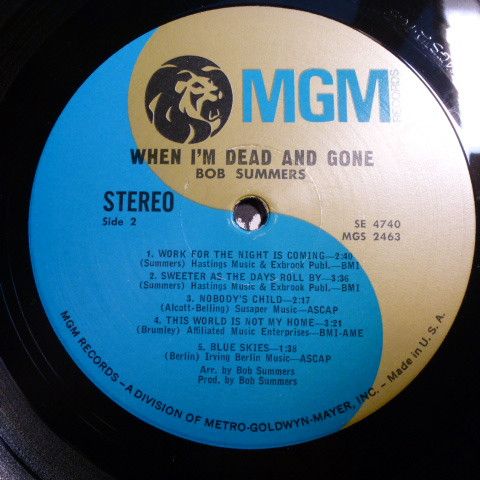 MGM
RECORDS
WHEN I'M DEAD AND GONE
BOB SUMMERS
STEREO
Side 2
SE 4740
MGS 2463
1. WORK FOR THE NIGHT IS COMING—2:40
(Summers) Hastings Music & Exbrook Publ.—BMI
2. SWEETER AS THE DAYS ROLL BY—3:36
(Summers) Hastings Music & Exbrook Publ.—BMI
3. NOBODY'S CHILD—2:17
(Alcott-Belling) Susaper Music—ASCAP
4. THIS WORLD IS NOT MY HOME—3:21
(Brumley) Affiliated Music Enterprises—BMI-AME
5. BLUE SKIES—1:38
(Berlin) Irving Berlin Music—ASCAP
Arr. by Bob Summers
Prod. by Bob Summers
MGM RECORDS – A DIVISION OF METRO-GOLDWYN-MAYER, INC. – Made in U.S.A.